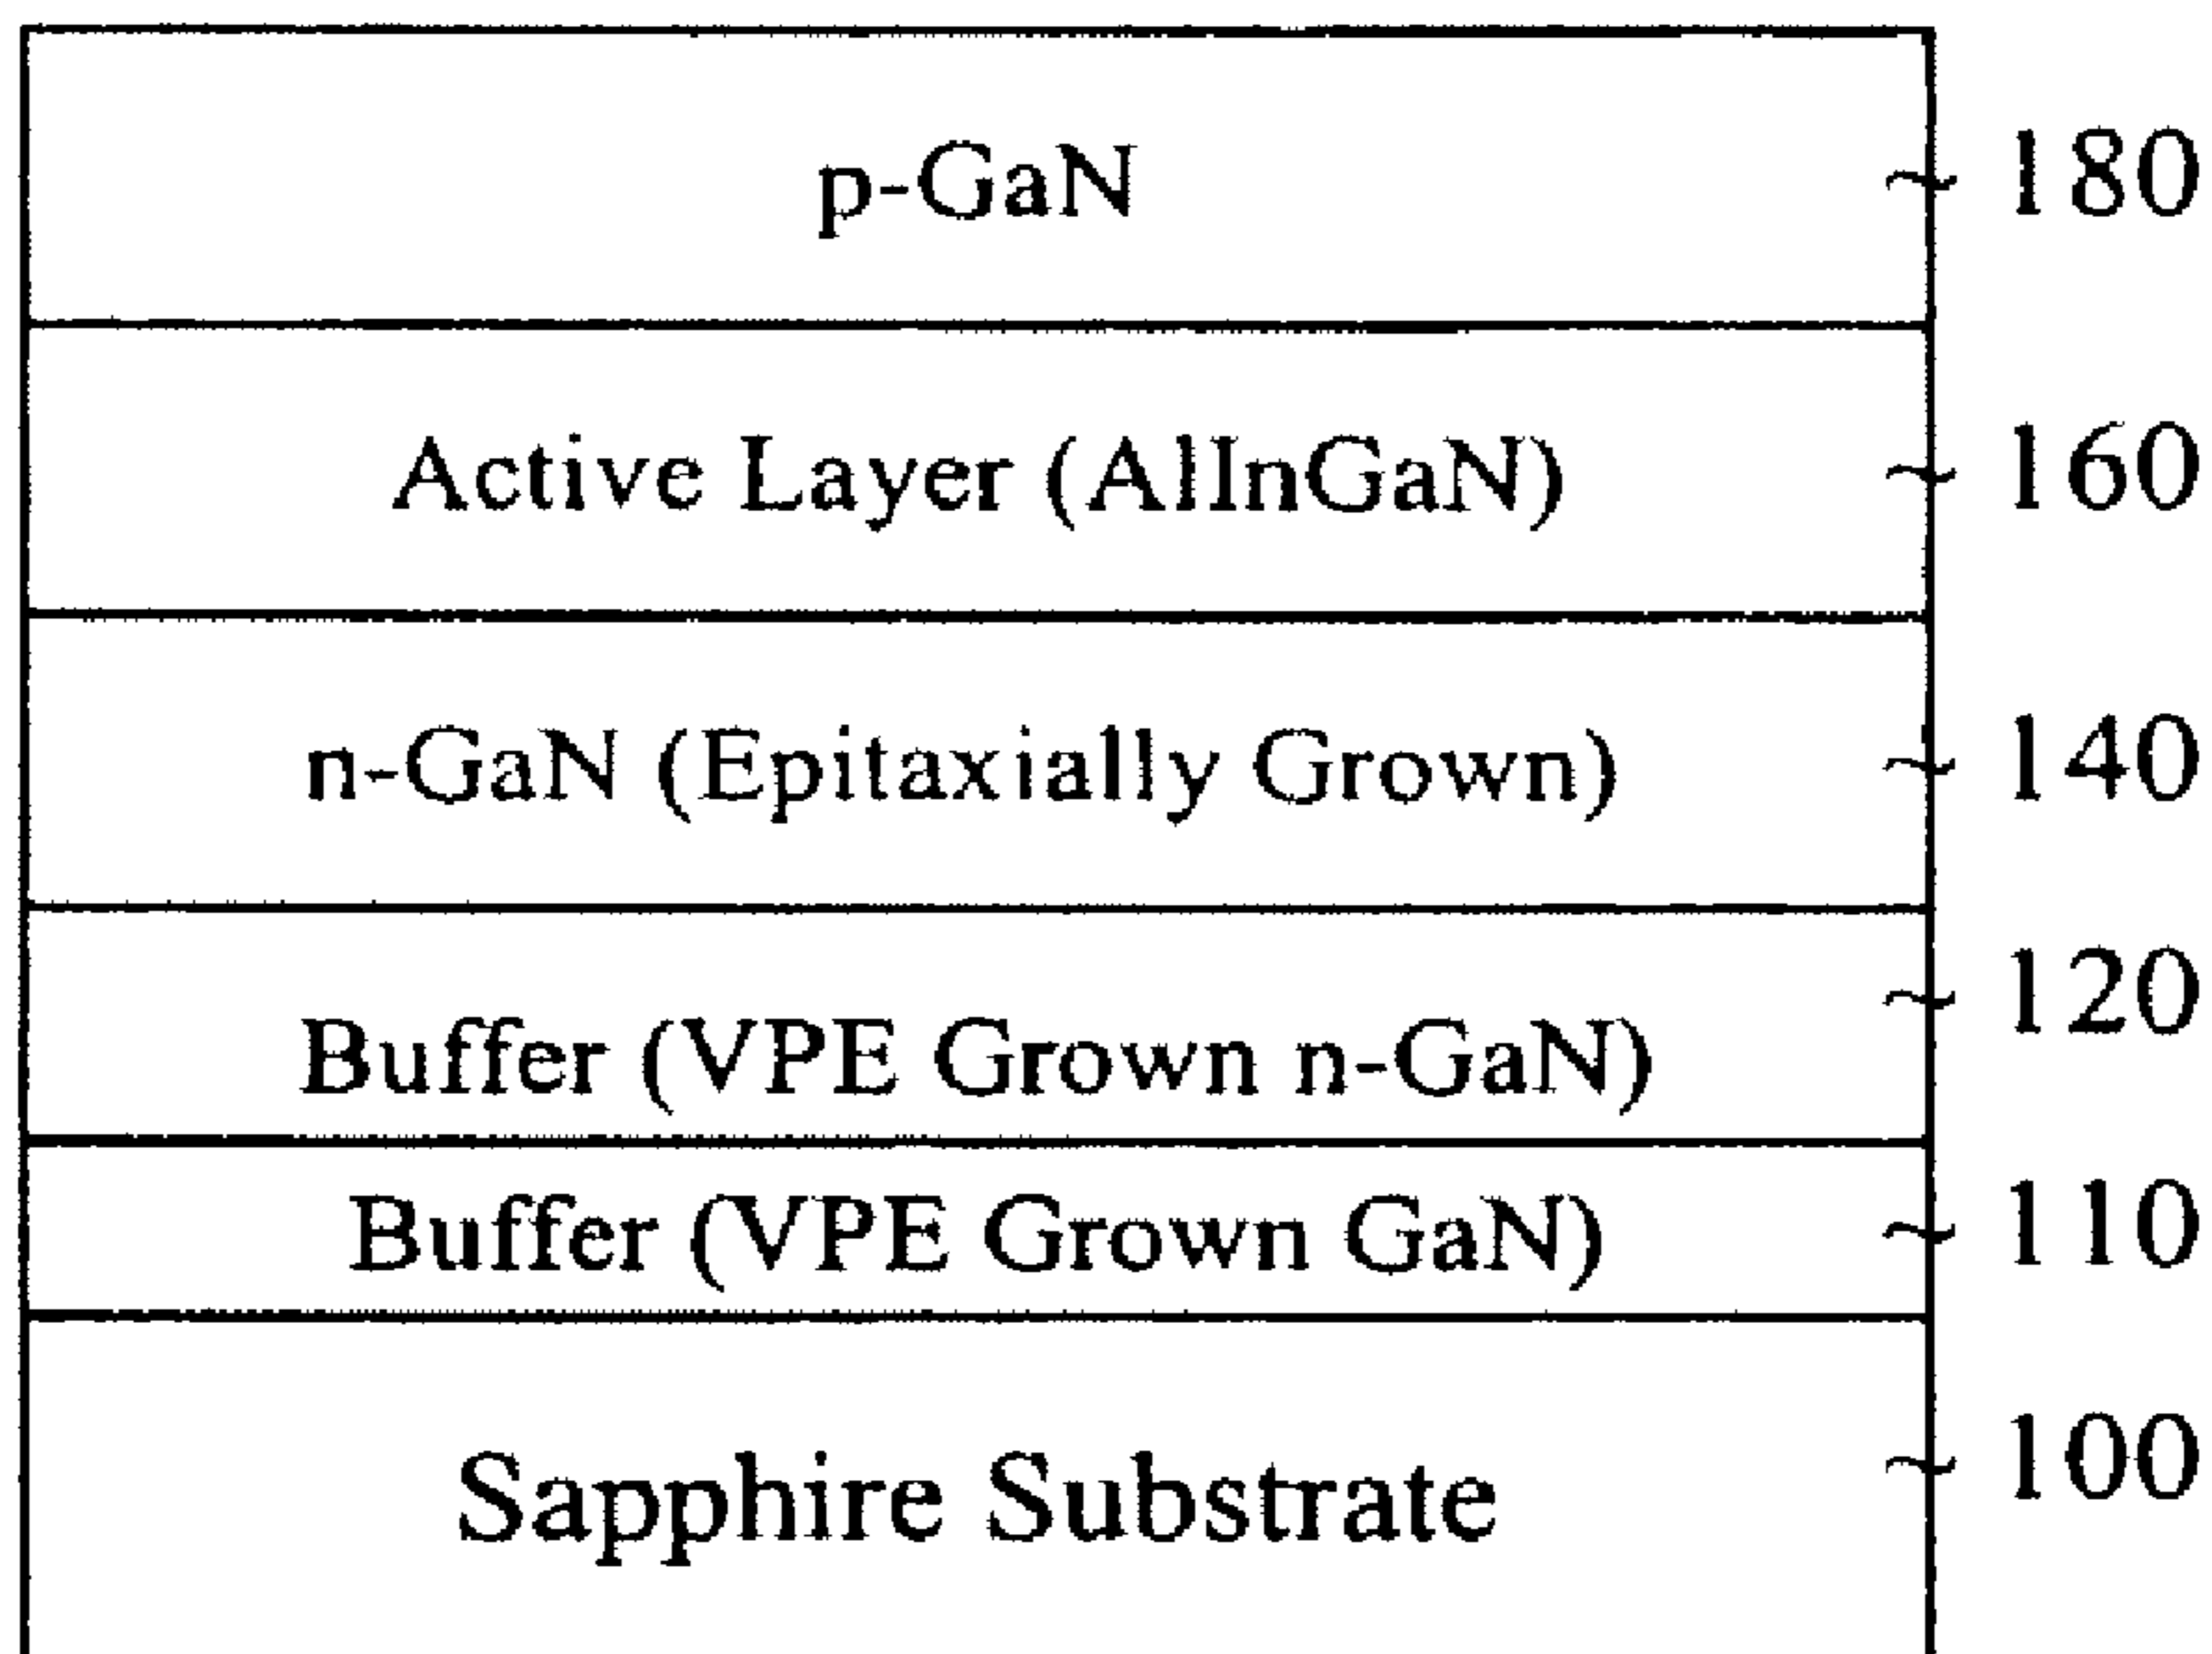 p-GaN ~ 180
Active Layer (AlInGaN) ~ 160
n-GaN (Epitaxially Grown) ~ 140
Buffer (VPE Grown n-GaN) ~ 120
Buffer (VPE Grown GaN) ~ 110
Sapphire Substrate ~ 100